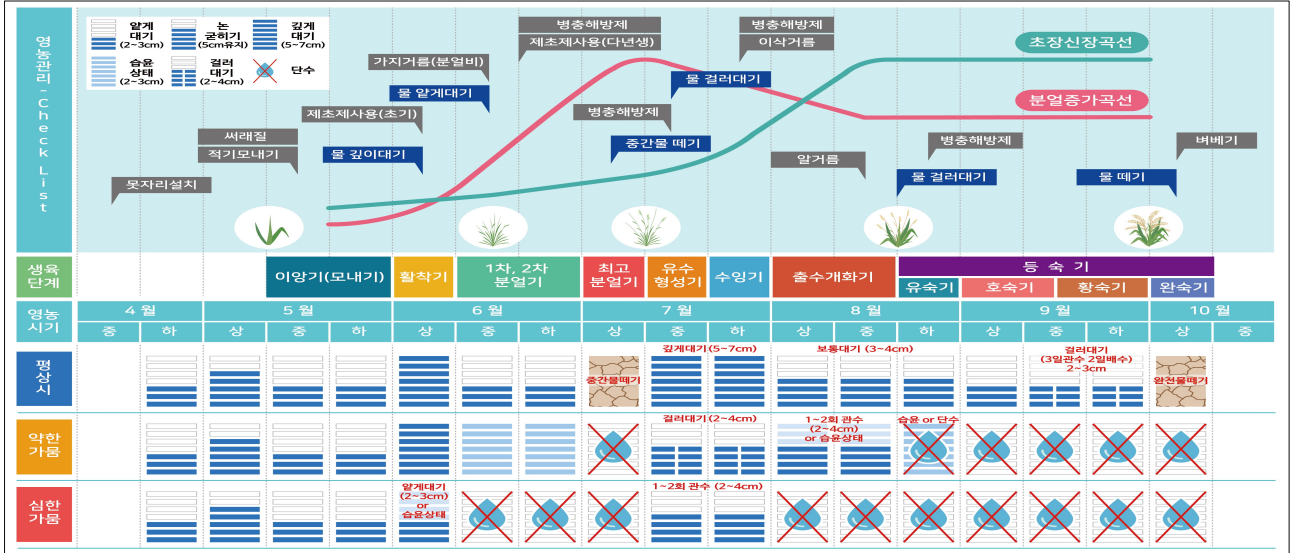 영농관리-Check List
얕게
대기
(2~3cm)
논
굳히기
(5cm유지)
깊게
대기
(5~7cm)
습윤
상태
(2~3cm)
걸러
대기
(2~4cm)
단수
못자리설치
써래질
적기모내기
제초제사용(초기)
물 깊이대기
가지거름(분얼비)
물 얕게대기
병충해방제
제초제사용(다년생)
병충해방제
중간물 떼기
물 걸러대기
병충해방제
이삭거름
알거름
물 걸러대기
병충해방제
물 떼기
벼베기
초장신장곡선
분얼증가곡선
생육
단계
이앙기(모내기)
활착기
1차, 2차
분얼기
최고
분얼기
유수
형성기
수잉기
출수개화기
등 숙 기
유숙기
호숙기
황숙기
완숙기
영농
시기
4 월
5 월
6 월
7 월
8 월
9 월
10 월
중 하 상 중 하 상 중 하 상 중 하 상 중 하 상 중 하 상 중
평상시
중간물떼기
깊게대기(5~7cm)
보통대기 (3~4cm)
걸러대기
(3일관수 2일배수)
2~3cm
완전물떼기
약한
가뭄
걸러대기(2~4cm)
1~2회 관수
(2~4cm)
or 습윤상태
습윤 or 단수
심한
가뭄
얕게대기
(2~3cm)
or
습윤상태
1~2회 관수 (2~4cm)